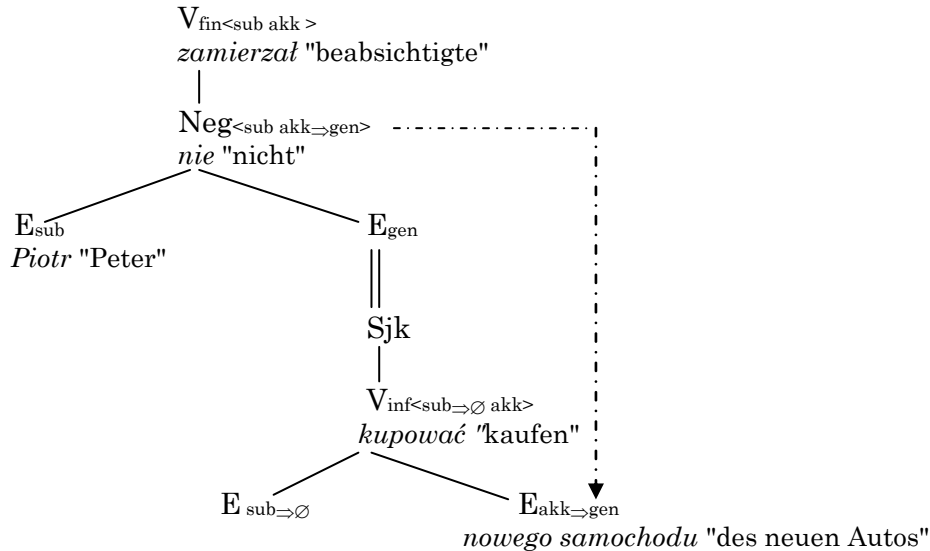 Vfin<sub akk >
zamierzał "beabsichtigte"
Neg<sub akk⇒gen>
nie "nicht"
Esub Egen
Piotr "Peter"
Sjk
Vinf<sub⇒∅ akk>
kupować "kaufen"
E sub⇒∅ Eakk⇒gen
nowego samochodu "des neuen Autos"